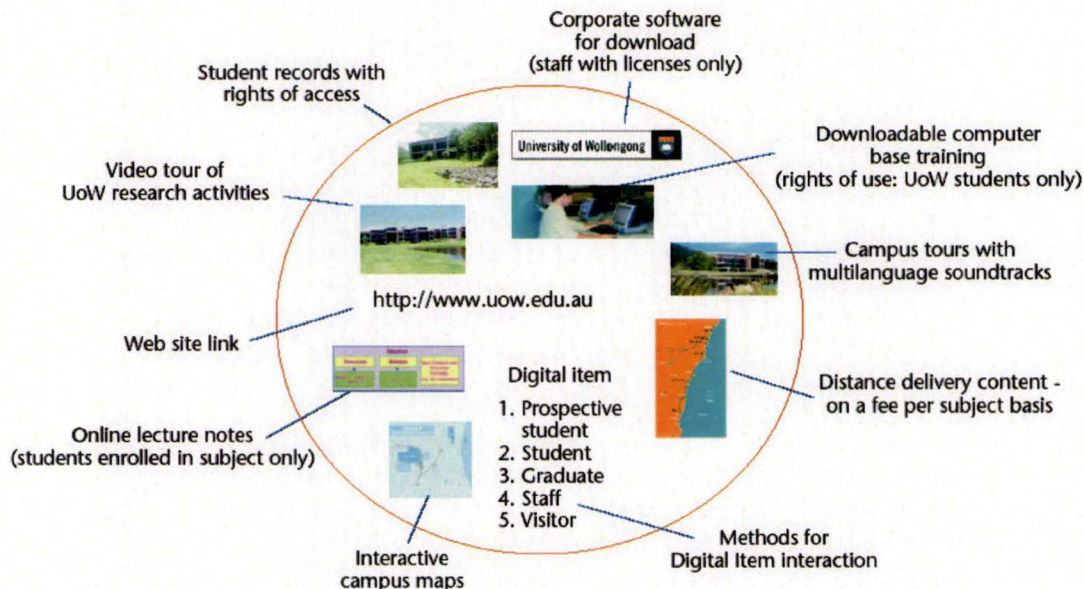 Corporate software
for download
(staff with licenses only)
Student records with
rights of access
University of Wollongong
Downloadable computer
base training
(rights of use: UoW students only)
Video tour of
UoW research activities
Campus tours with
multilanguage soundtracks
http://www.uow.edu.au
Web site link
Digital item
1. Prospective
student
2. Student
3. Graduate
4. Staff
5. Visitor
Distance delivery content -
on a fee per subject basis
Online lecture notes
(students enrolled in subject only)
Methods for
Digital Item interaction
Interactive
campus maps